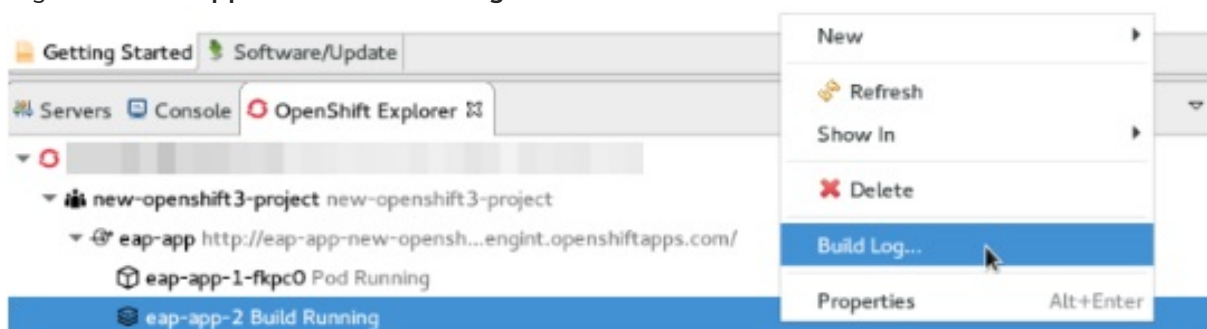 Getting Started Software/Update
Servers Console OpenShift Explorer
new-openshift3-project new-openshift3-project
eap-app http://eap-app-new-opensh...engint.openshiftapps.com/
eap-app-1-fkpc0 Pod Running
eap-app-2 Build Running
New
Refresh
Show In
Delete
Build Log...
Properties Alt+Enter